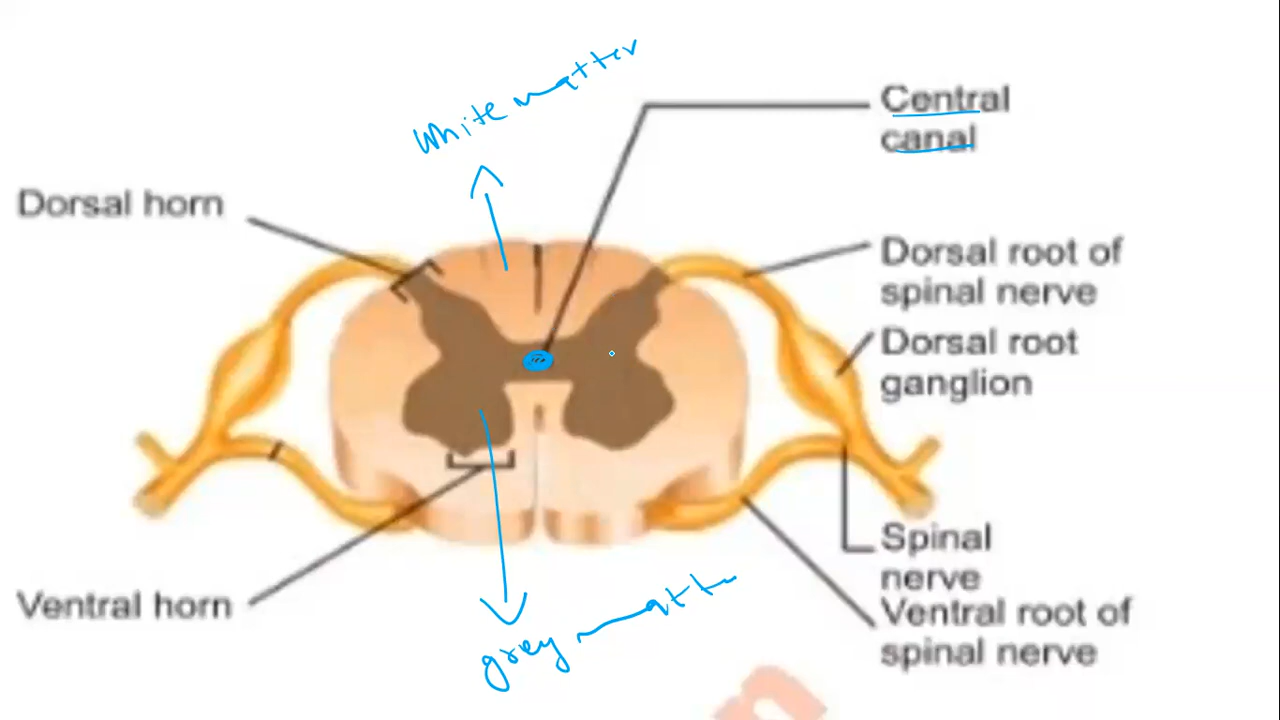 White matter
Central
canal
Dorsal horn
Dorsal root of
spinal nerve
Dorsal root
ganglion
Spinal
nerve
Ventral horn
Ventral root of
spinal nerve
grey matte
n